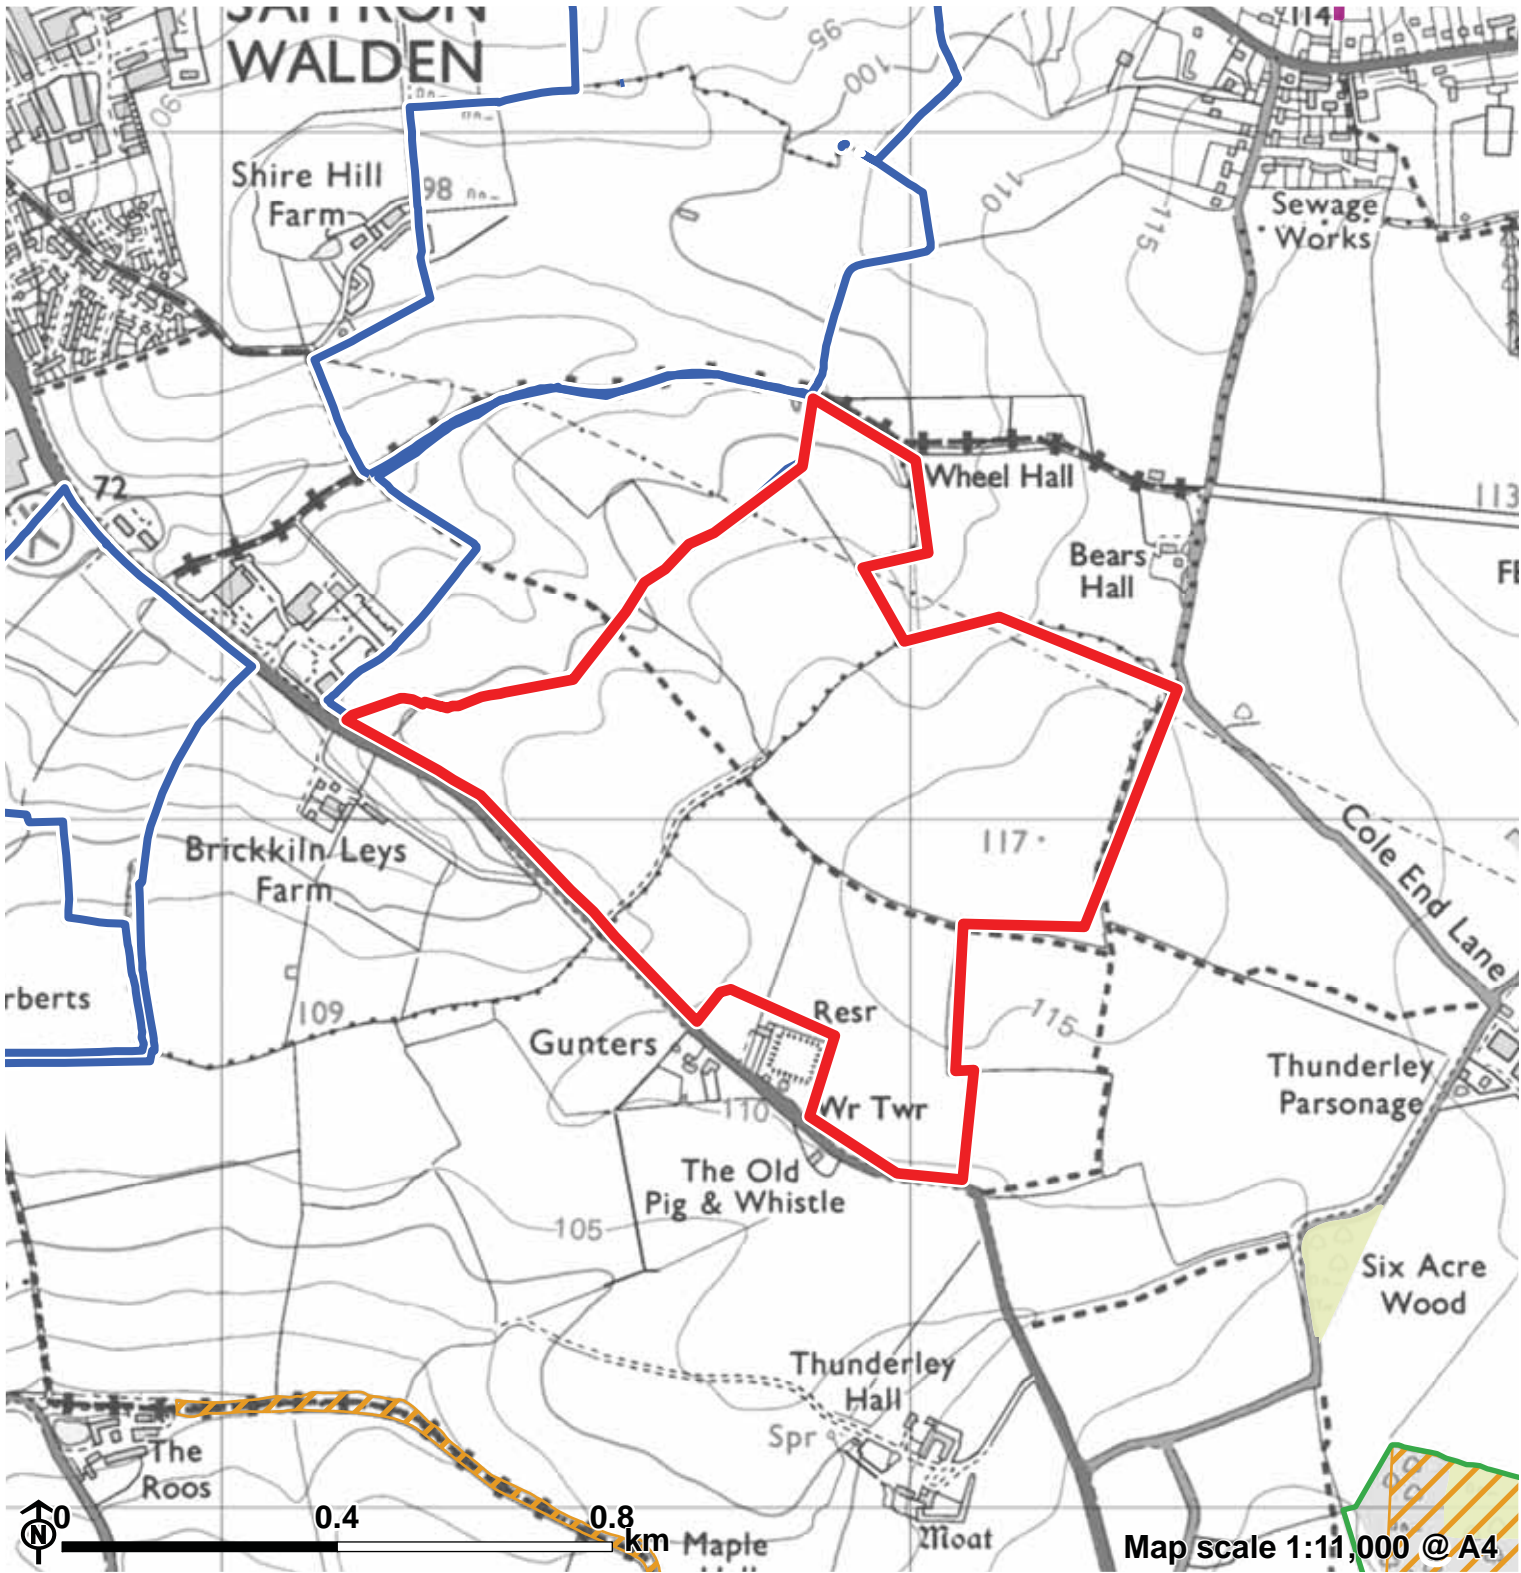 SAFFRON
WALDEN
114
95
100
90
Shire Hill
Farm
98
110
115
Sewage
Works
72
Wheel Hall
113
Bears
Hall
117
Cole End Lane
Brickkiln Leys
Farm
rberts
109
Resr
Gunters
115
110
Wr Twr
Thunderley
Parsonage
The Old
Pig & Whistle
105
Six Acre
Wood
Thunderley
Hall
Spr
The
Roos
Moat
Maple
0 0.4 0.8
km
N
Map scale 1:11,000 @ A4